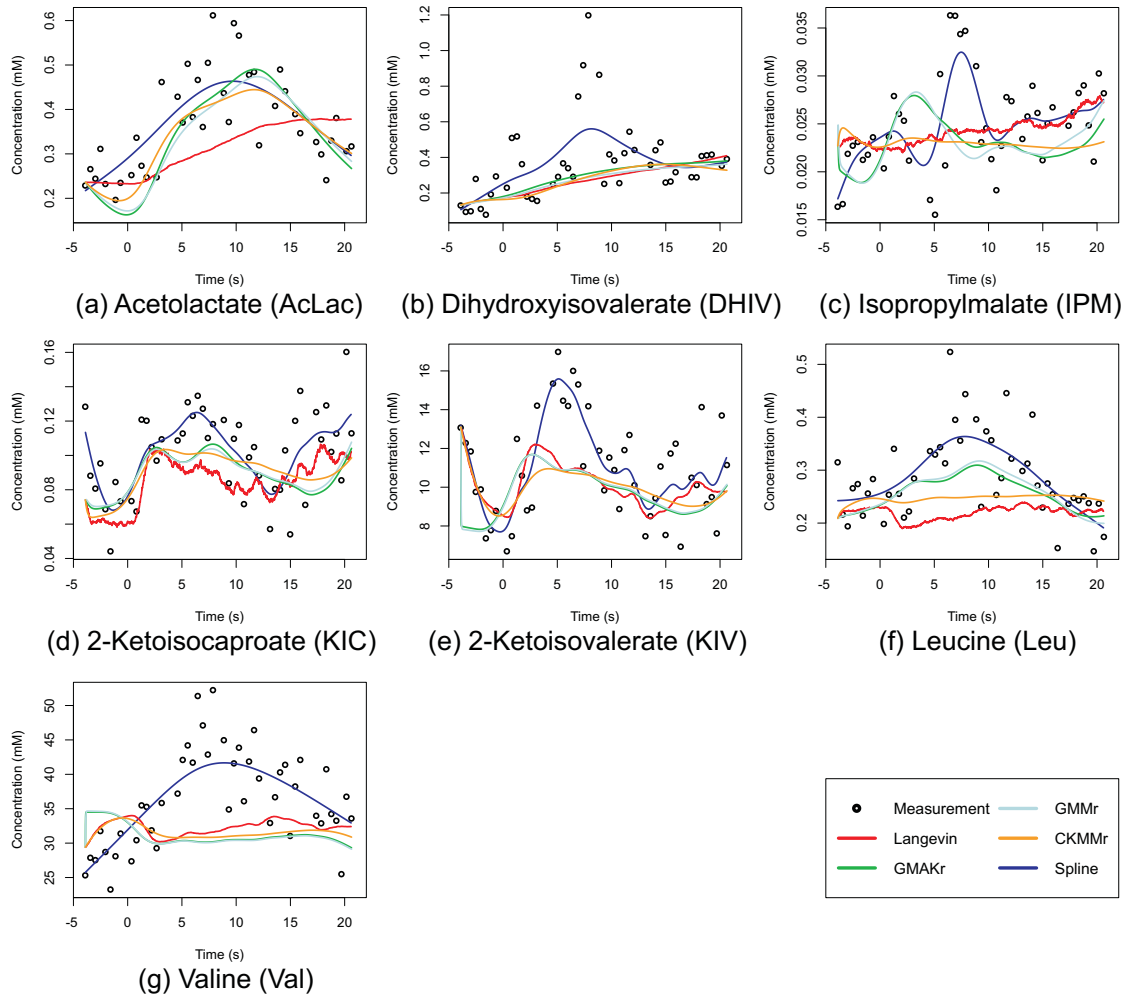 0.6
0.5
0.4
0.3
0.2
Concentration (mM)
-5 0 5 10 15 20
Time (s)
(a) Acetolactate (AcLac)
1.2
1.0
0.8
0.6
0.4
0.2
Concentration (mM)
-5 0 5 10 15 20
Time (s)
(b) Dihydroxyisovalerate (DHIV)
0.035
0.030
0.025
0.020
0.015
Concentration (mM)
-5 0 5 10 15 20
Time (s)
(c) Isopropylmalate (IPM)
0.16
0.12
0.08
0.04
Concentration (mM)
-5 0 5 10 15 20
Time (s)
(d) 2-Ketoisocaproate (KIC)
16
14
12
10
8
Concentration (mM)
-5 0 5 10 15 20
Time (s)
(e) 2-Ketoisovalerate (KIV)
0.5
0.4
0.3
0.2
Concentration (mM)
-5 0 5 10 15 20
Time (s)
(f) Leucine (Leu)
50
45
40
35
30
25
Concentration (mM)
-5 0 5 10 15 20
Time (s)
(g) Valine (Val)
Measurement GMMr
Langevin CKMMr
GMAKr Spline